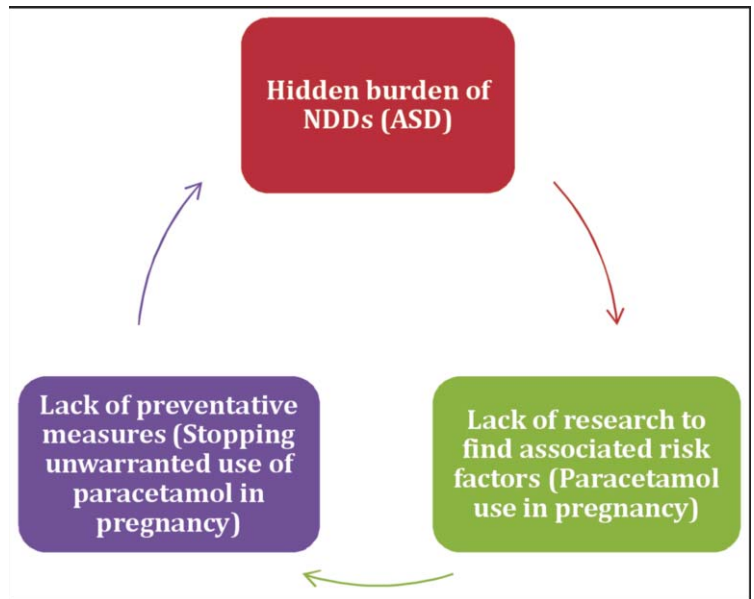 Hidden burden of
NDDs (ASD)
Lack of research to
find associated risk
factors (Paracetamol
use in pregnancy)
Lack of preventative
measures (Stopping
unwarranted use of
paracetamol in
pregnancy)